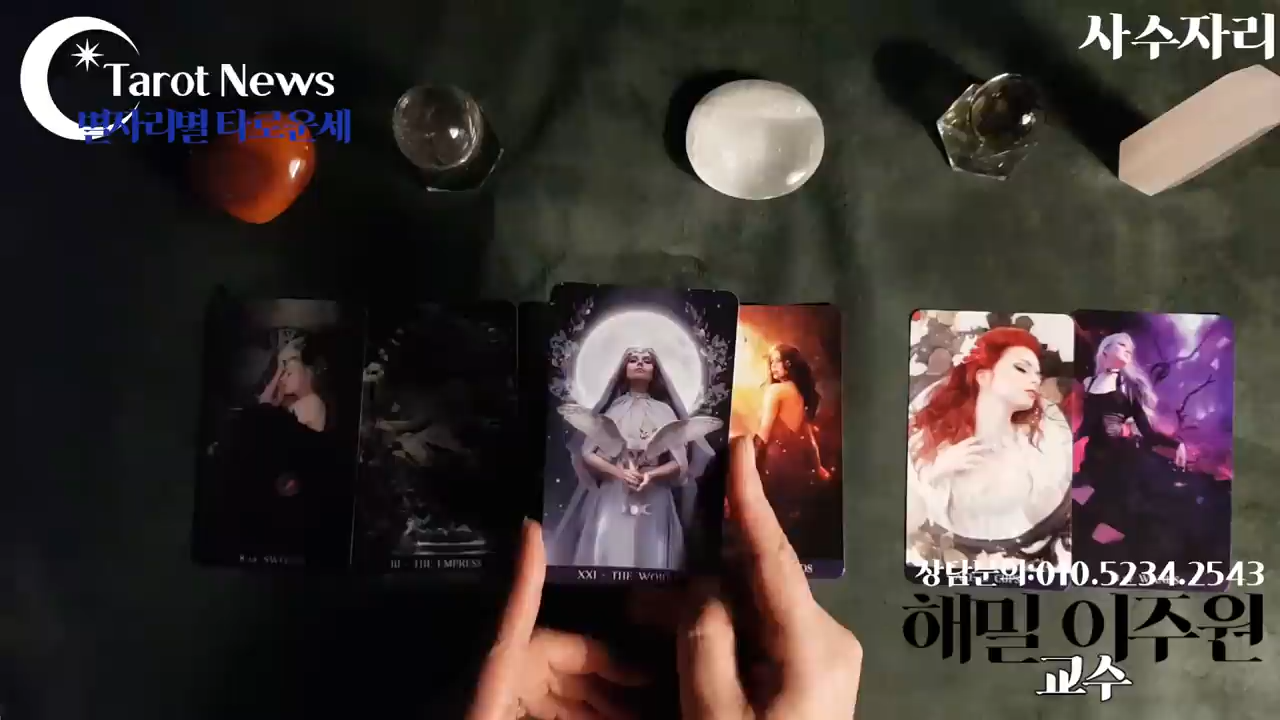 사수자리
Tarot News
별자리별 타로운세
III · THE EMPRESS
XXI · THE WORLD
상담문의:010.5234.2543
해밀 이주원
교수